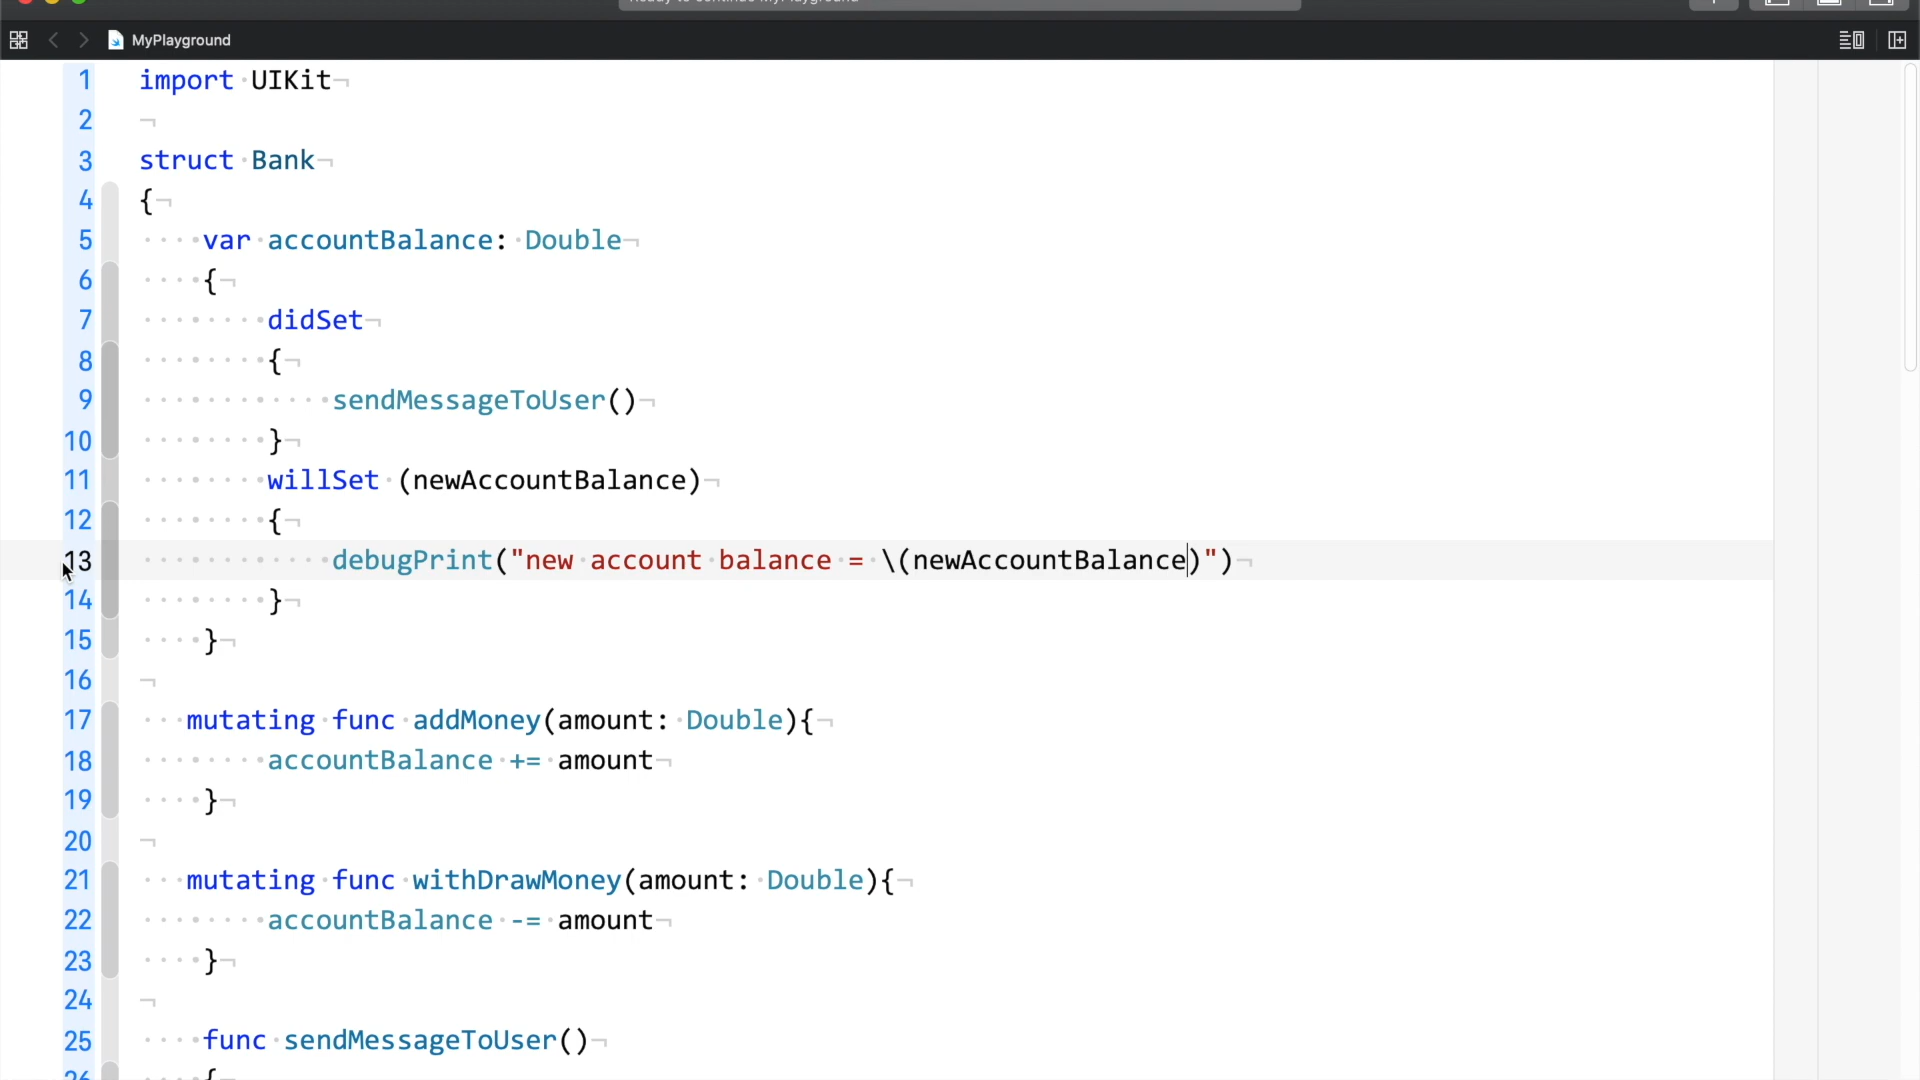 MyPlayground
1 import UIKit
2
3 struct Bank
4 {
5 var accountBalance: Double
6 {
7 didSet
8 {
9 sendMessageToUser()
10 }
11 willSet (newAccountBalance)
12 {
13 debugPrint("new account balance = \(newAccountBalance)")
14 }
15 }
16
17 mutating func addMoney(amount: Double){
18 accountBalance += amount
19 }
20
21 mutating func withDrawMoney(amount: Double){
22 accountBalance -= amount
23 }
24
25 func sendMessageToUser()
26 {